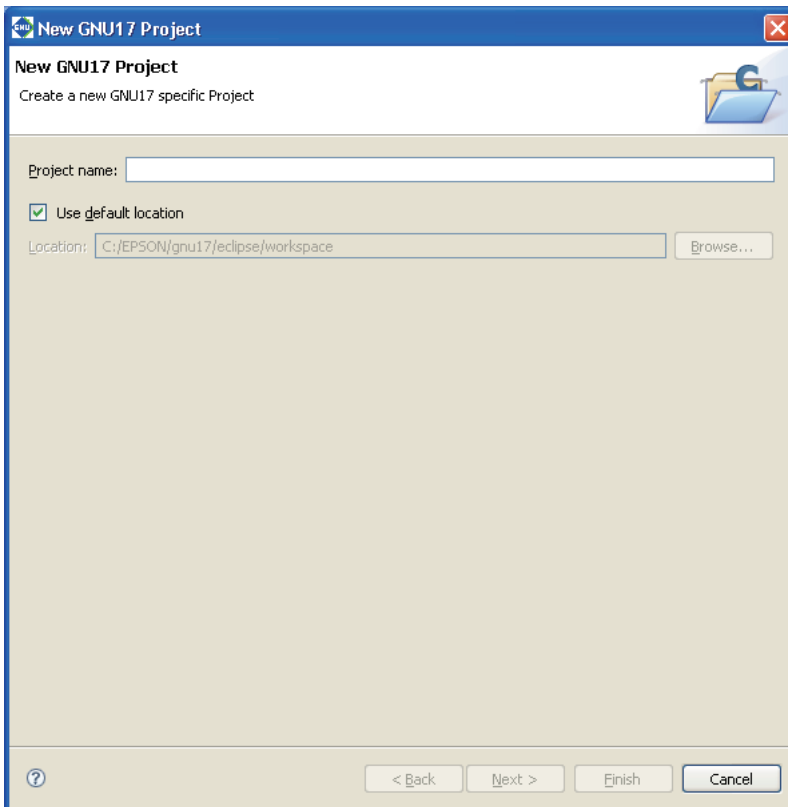 GNU New GNU17 Project
New GNU17 Project
Create a new GNU17 specific Project
C
Project name:
Use default location
Location: C:/EPSON/gnu17/eclipse/workspace Browse...
? < Back Next > Finish Cancel